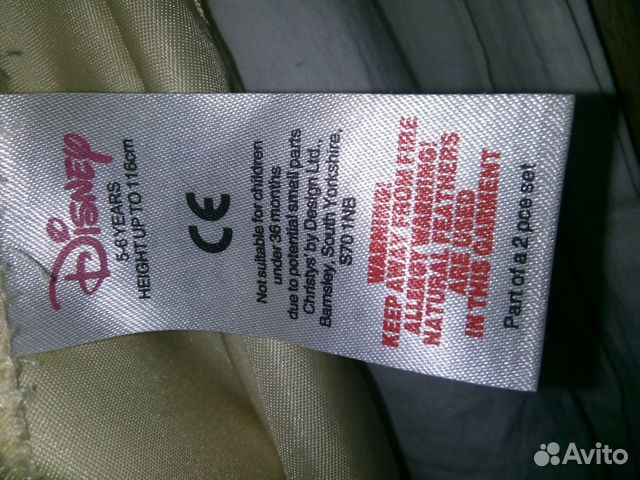 Disney
5-6 YEARS
HEIGHT UP TO 116cm
CE
Not suitable for children
under 36 months
due to potential small parts
Christys' by Design Ltd.,
Barnsley, South Yorkshire,
S70 1NB
WARNING!
KEEP AWAY FROM FIRE
ALLERGY WARNING!
NATURAL FEATHERS
ARE USED
IN THIS GARMENT
Part of a 2 pce set
Avito